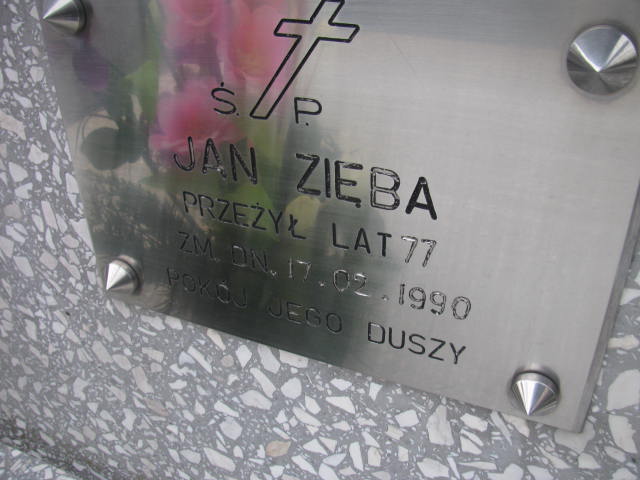 Ś. P.
JAN ZIĘBA
PRZEŻYŁ LAT 77
ZM. DN. 17.02.1990
POKÓJ JEGO DUSZY